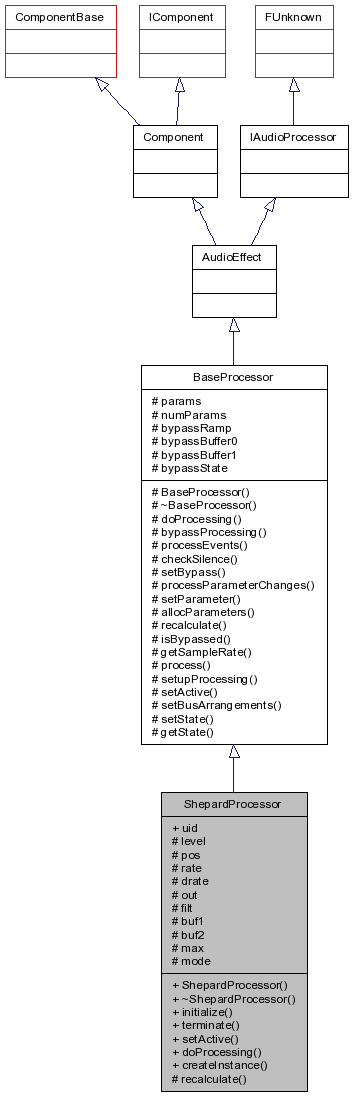 ComponentBase
IComponent
FUnknown
Component
IAudioProcessor
AudioEffect
BaseProcessor
# params
# numParams
# bypassRamp
# bypassBuffer0
# bypassBuffer1
# bypassState
# BaseProcessor()
# ~BaseProcessor()
# doProcessing()
# bypassProcessing()
# processEvents()
# checkSilence()
# setBypass()
# processParameterChanges()
# setParameter()
# allocParameters()
# recalculate()
# isBypassed()
# getSampleRate()
# process()
# setupProcessing()
# setActive()
# setBusArrangements()
# setState()
# getState()
ShepardProcessor
+ uid
# level
# pos
# rate
# drate
# out
# filt
# buf1
# buf2
# max
# mode
+ ShepardProcessor()
+ ~ShepardProcessor()
+ initialize()
+ terminate()
+ setActive()
+ doProcessing()
+ createInstance()
# recalculate()